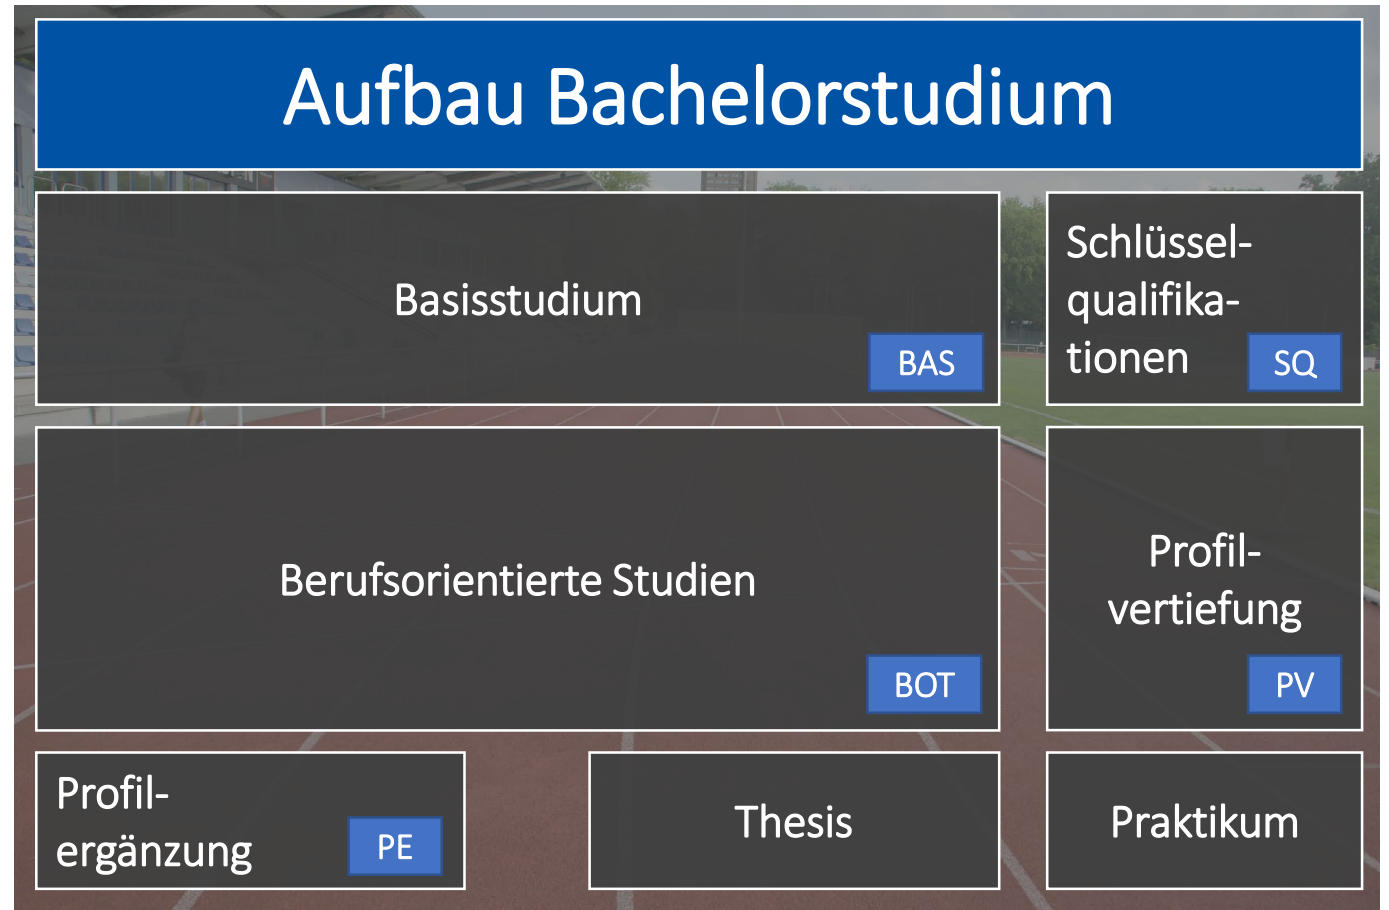 Aufbau Bachelorstudium
Basisstudium
BAS
Schlüssel-
qualifika-
tionen
SQ
Berufsorientierte Studien
BOT
Profil-
vertiefung
PV
Profil-
ergänzung
PE
Thesis
Praktikum